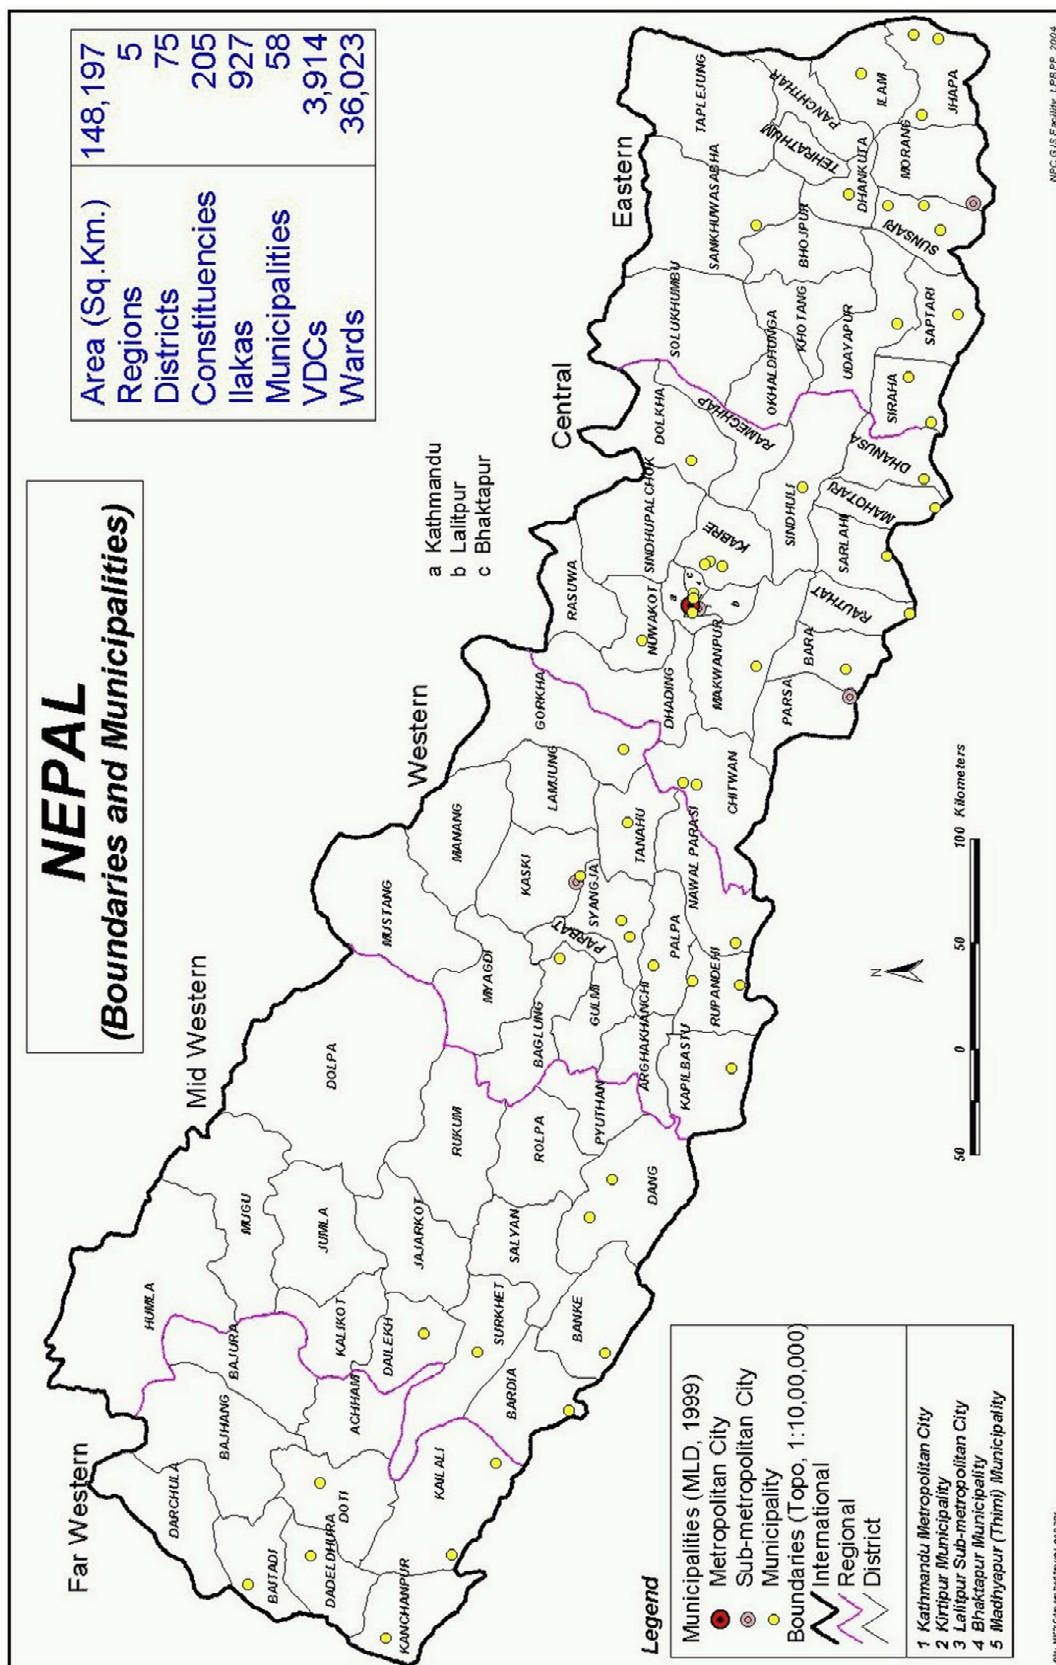 NEPAL
(Boundaries and Municipalities)
Area (Sq.Km.) 148,197
Regions 5
Districts 75
Constituencies 205
Ilakas 927
Municipalities 58
VDCs 3,914
Wards 36,023
a Kathmandu
b Lalitpur
c Bhaktapur
Far Western
Mid Western
Western
Central
Eastern
DARCHULA
BAJHANG
BAJURA
HUMLA
BAITADI
DADELDHURA
DOTI
ACHHAM
KANCHANPUR
KAILALI
MUGU
JUMLA
KALIKOT
DAILEKH
JAJARKOT
DOLPA
RUKUM
SURKHET
SALYAN
ROLPA
BARDIA
BANKE
DANG
PYUTHAN
MUSTANG
MANANG
MYAGDI
KASKI
LAMJUNG
GORKHA
BAGLUNG
PARBAT
SYANGJA
TANAHU
GULMI
ARGHAKHANCHI
PALPA
NAWALPARASI
KAPILBASTU
RUPANDEHI
RASUWA
NUWAKOT
DHADING
SINDHUPALCHOK
DOLKHA
RAMECHHAP
KABRE
a
b
c
MAKWANPUR
CHITWAN
SINDHULI
PARSA
BARA
RAUTHAT
SARLAHI
MAHOTARI
DHANUSA
SOLUKHUMBU
SANKHUWASABHA
TAPLEJUNG
OKHALDHUNGA
KHOTANG
BHOJPUR
TEHRATHUM
PANCHTHAR
DHANKUTA
ILAM
UDAYAPUR
SIRAHA
SAPTARI
SUNSARI
MORANG
JHAPA
N
50 0 50 100 Kilometers
Legend
Municipalities (MLD, 1999)
Metropolitan City
Sub-metropolitan City
Municipality
Boundaries (Topo, 1:10,00,000)
International
Regional
District
1 Kathmandu Metropolitan City
2 Kirtipur Municipality
3 Lalitpur Sub-metropolitan City
4 Bhaktapur Municipality
5 Madhyapur (Thimi) Municipality